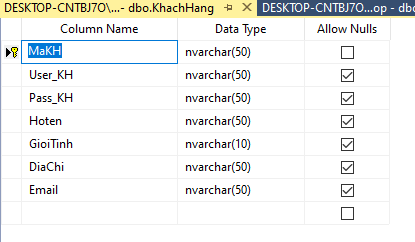 DESKTOP-CNTBJ7O\...- dbo.KhachHang
DESKTOP-CNTBJ7O...op - dbo
Column Name Data Type Allow Nulls
MaKH nvarchar(50)
User_KH nvarchar(50)
Pass_KH nvarchar(50)
Hoten nvarchar(50)
GioiTinh nvarchar(10)
DiaChi nvarchar(50)
Email nvarchar(50)